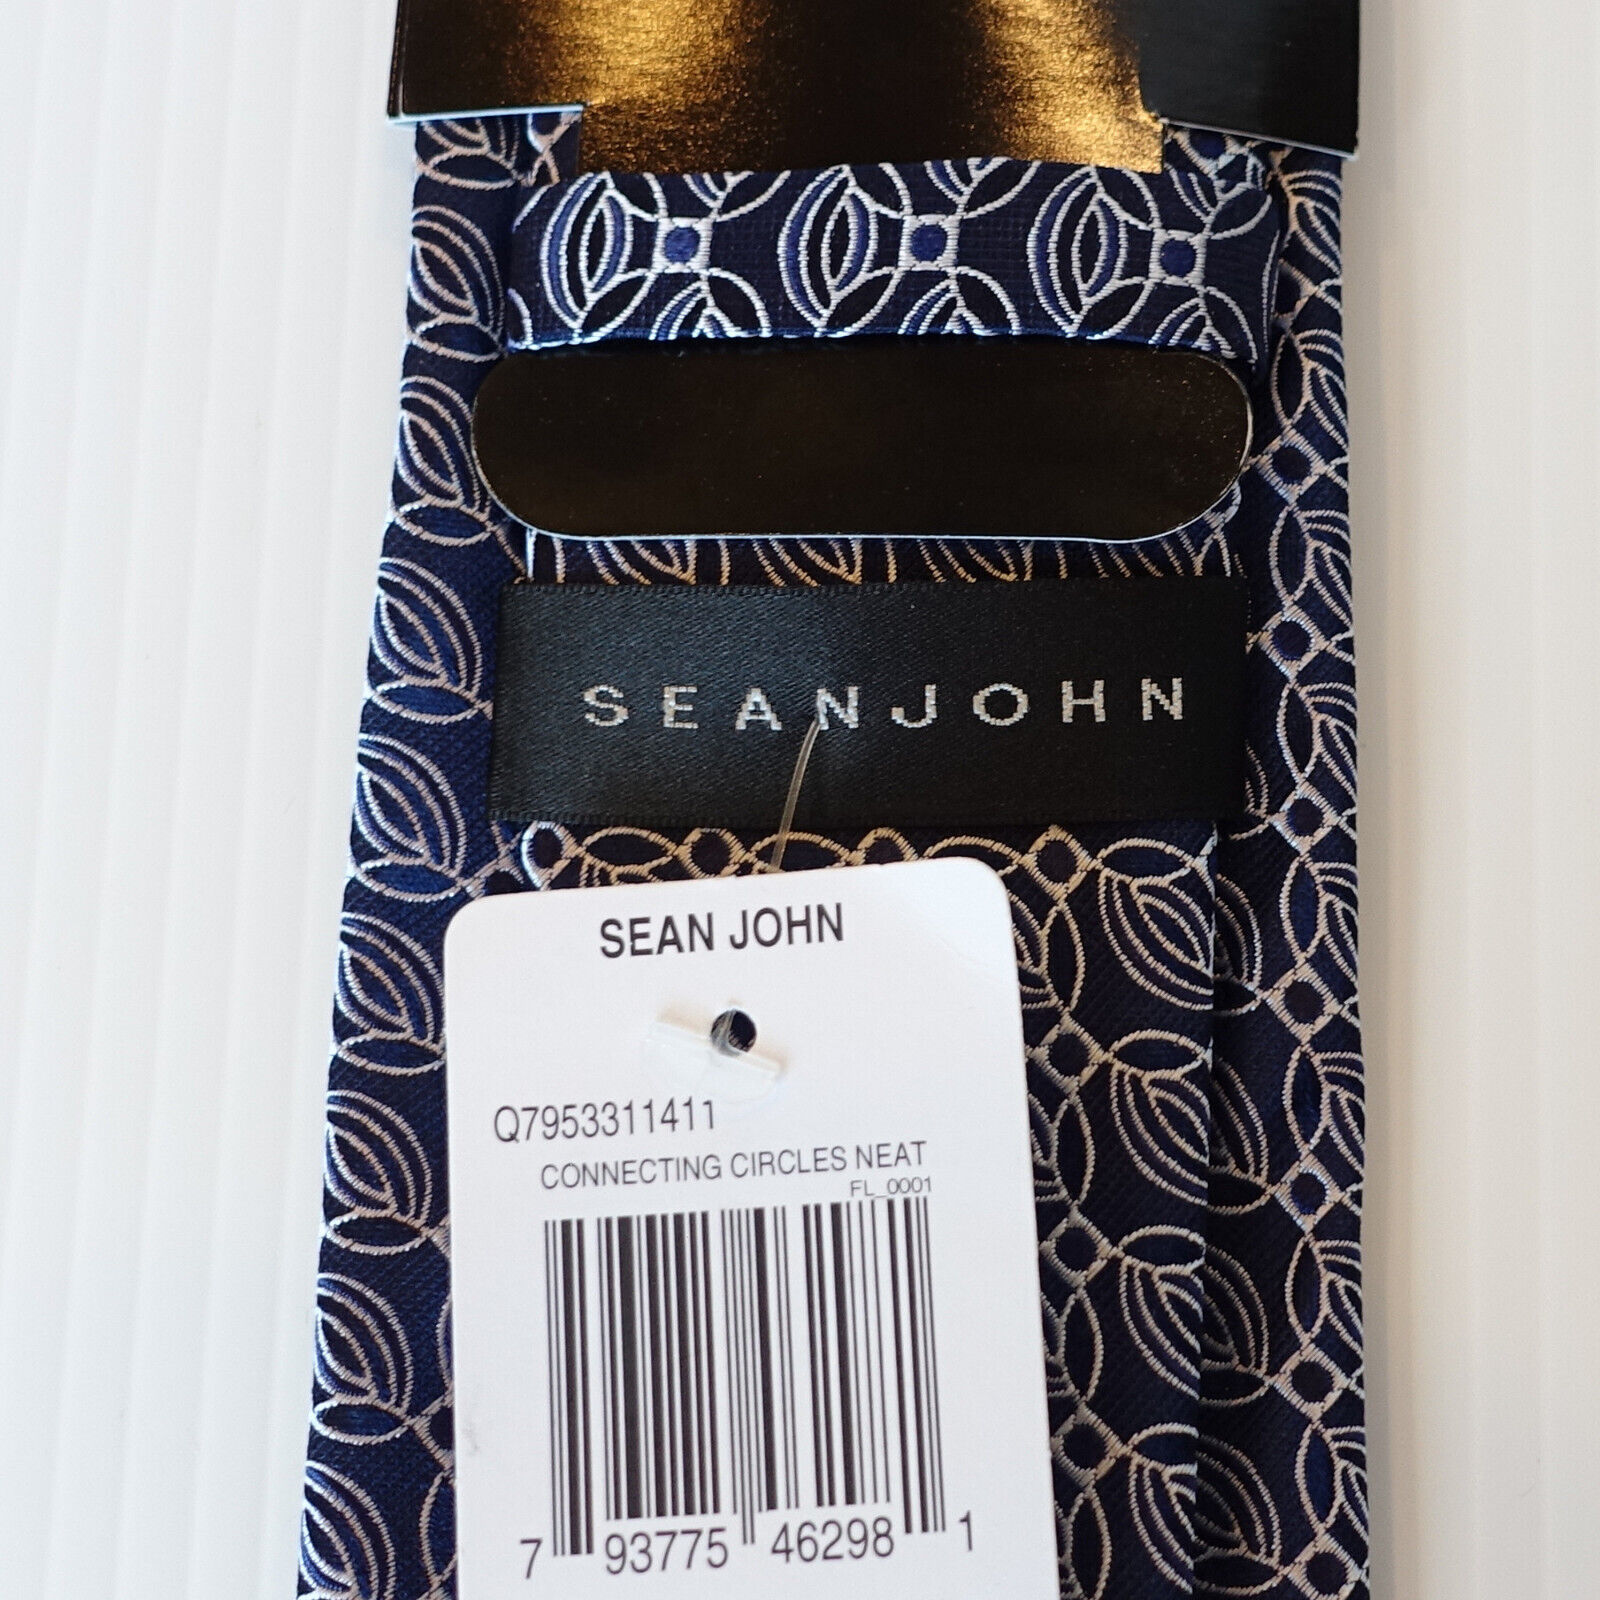 SEANJOHN
SEAN JOHN
Q7953311411
CONNECTING CIRCLES NEAT
FL_0001
7 93775 46298 1